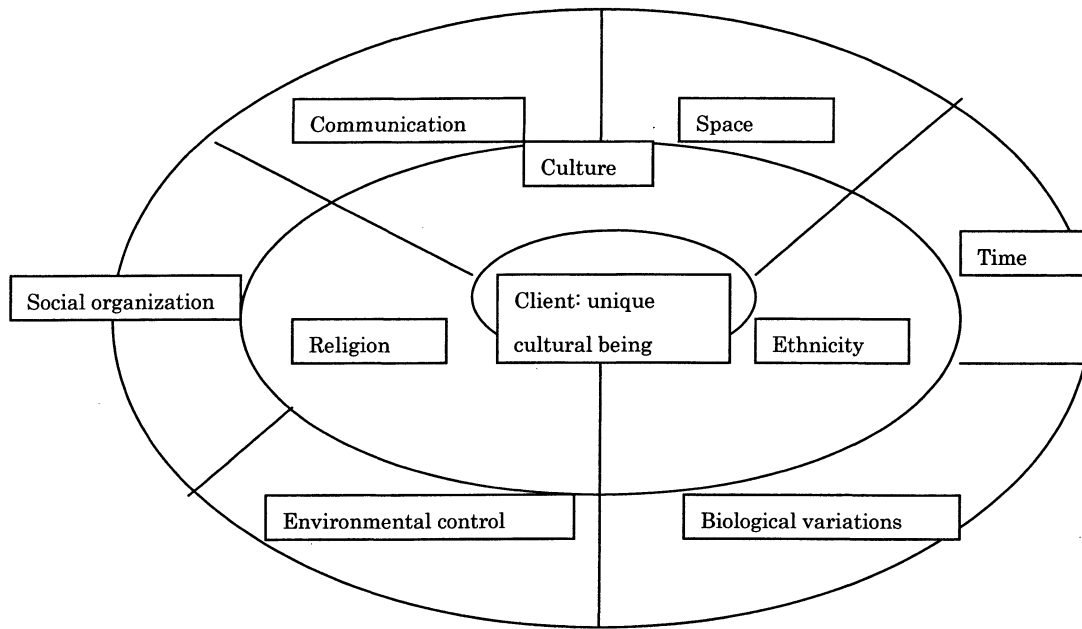 Communication
Space
Culture
Time
Social organization
Client: unique
cultural being
Religion
Ethnicity
Environmental control
Biological variations